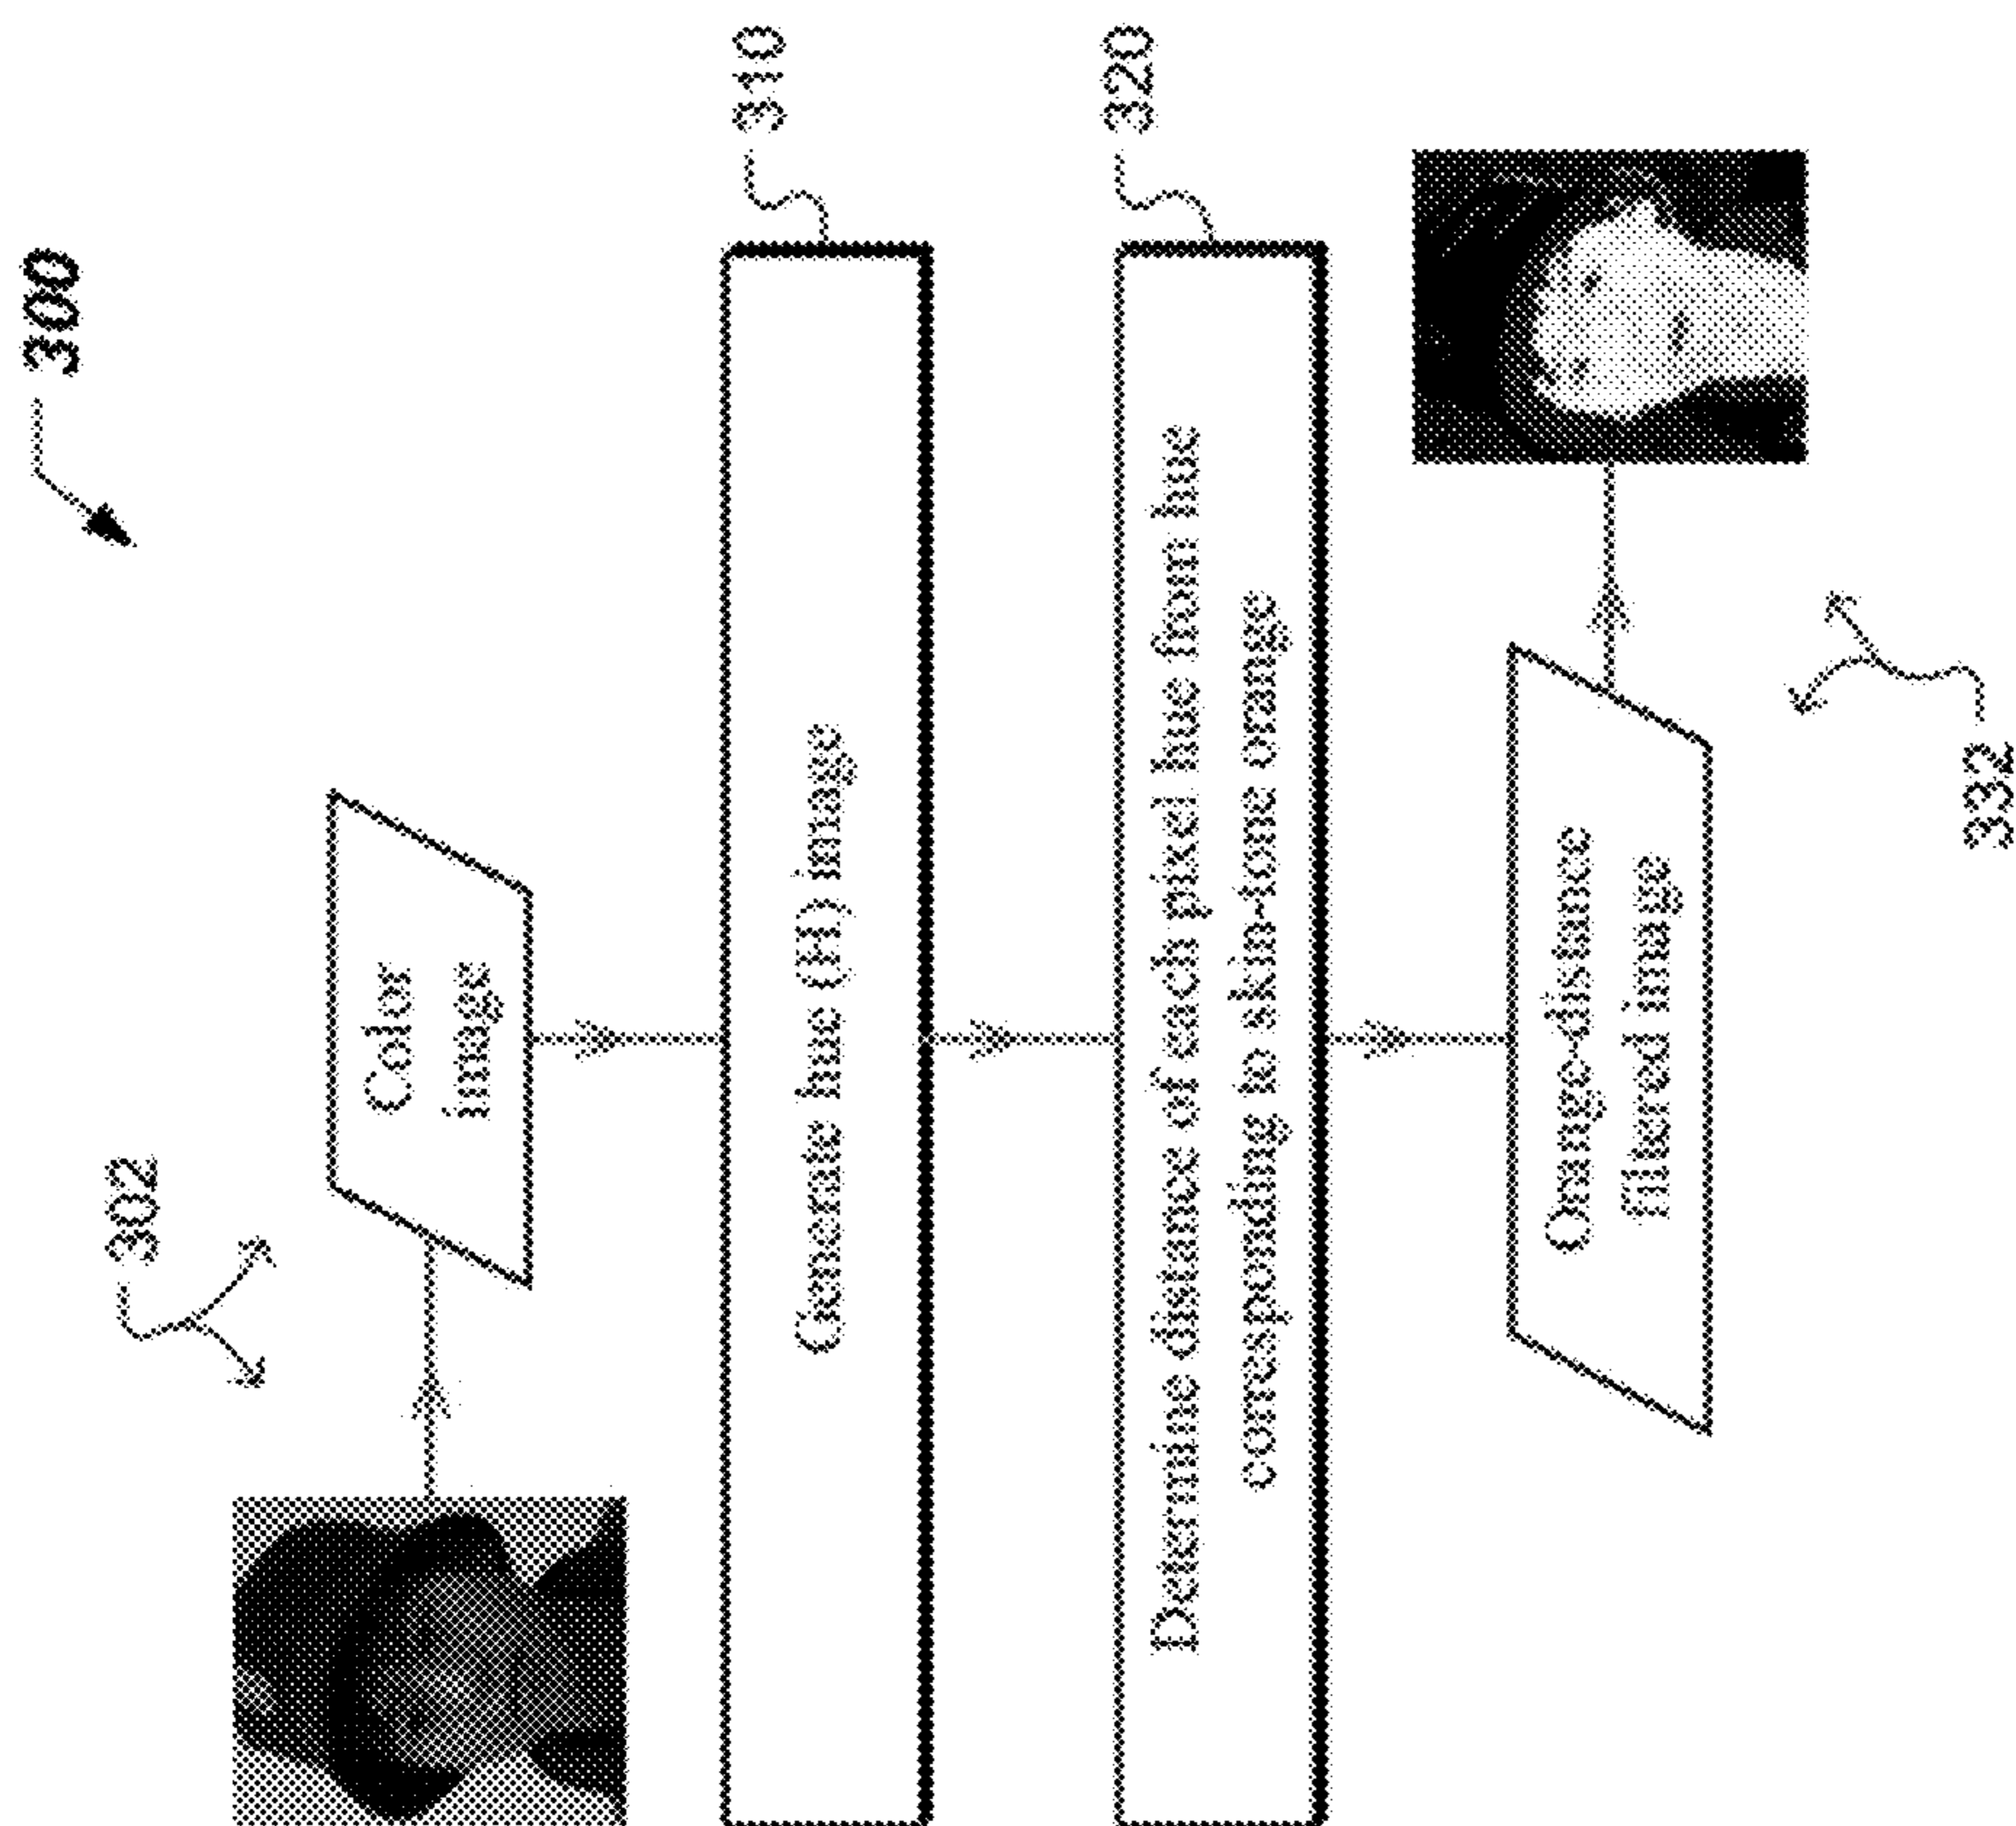 300
302
Color
image
Generate hue (H) image
310
Determine distance of each pixel hue from hue
corresponding to skin-tone orange
320
Orange-distance
filtered image
332